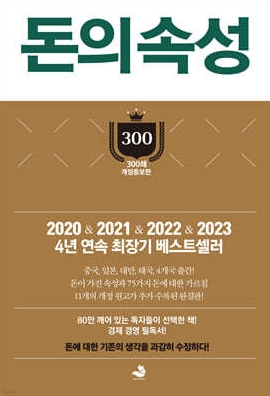 돈의 속성
300
300쇄
개정증보판
2020 & 2021 & 2022 & 2023
4년 연속 최장기 베스트셀러
중국, 일본, 대만, 태국, 4개국 출간!
돈이 가진 속성과 75가지 돈에 대한 가르침
11개의 개정 원고가 추가 수록된 완결판!
80만 깨어 있는 독자들이 선택한 책!
경제 경영 필독서!
돈에 대한 기존의 생각을 과감히 수정하다!